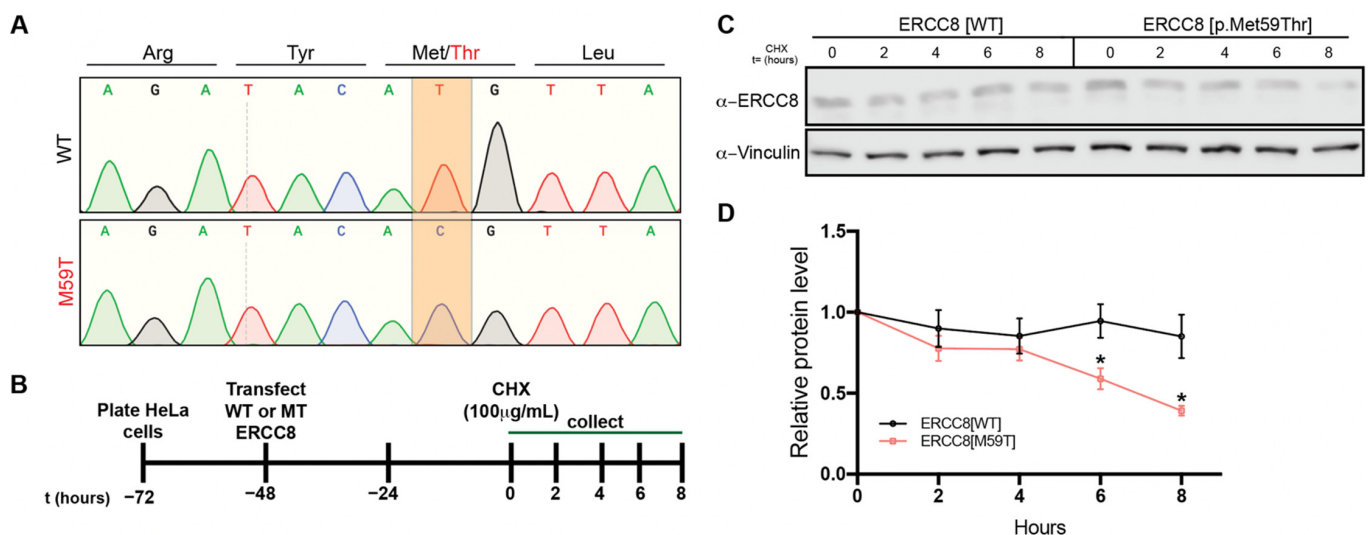 A
Arg Tyr Met/Thr Leu
A G A T A C A T G T T A
WT
A G A T A C A C G T T A
M59T
B
Plate HeLa
cells
Transfect
WT or MT
ERCC8
CHX
(100μg/mL)
collect
t (hours) −72 −48 −24 0 2 4 6 8
C
ERCC8 [WT] ERCC8 [p.Met59Thr]
CHX
t= (hours)
0 2 4 6 8 0 2 4 6 8
α−ERCC8
α−Vinculin
D
Relative protein level
1.5
1.0
0.5
0.0
* *
ERCC8[WT]
ERCC8[M59T]
0 2 4 6 8
Hours